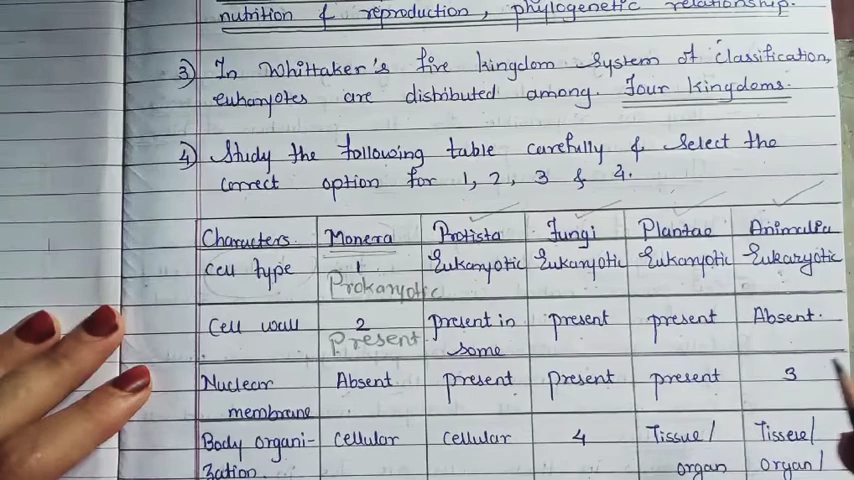 nutrition & reproduction, phylogenetic relationship.
3) In Whittaker's five kingdom System of classification,
eukaryotes are distributed among. Four kingdoms.
4) Study the following table carefully & select the
correct option for 1, 2, 3 & 4.
Characters. Monera Protista Fungi Plantae Animalia
Cell type 1 Eukaryotic Eukaryotic Eukaryotic Eukaryotic
Prokaryotic
Cell wall 2 Present in present present Absent.
Present. some
Nuclear Absent present Present present 3
membrane
Body organi- Cellular cellular 4 Tissue/ Tissue/
zation. organ organ/